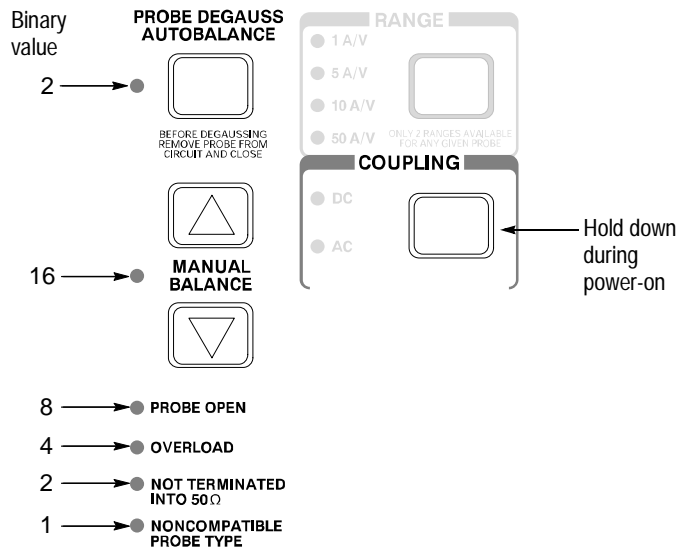 Binary
value
PROBE DEGAUSS
AUTOBALANCE
2
BEFORE DEGAUSSING
REMOVE PROBE FROM
CIRCUIT AND CLOSE
RANGE
1 A/V
5 A/V
10 A/V
50 A/V
ONLY 2 RANGES AVAILABLE
FOR ANY GIVEN PROBE
COUPLING
DC
AC
Hold down
during
power-on
16
MANUAL
BALANCE
8 PROBE OPEN
4 OVERLOAD
2 NOT TERMINATED
INTO 50Ω
1 NONCOMPATIBLE
PROBE TYPE